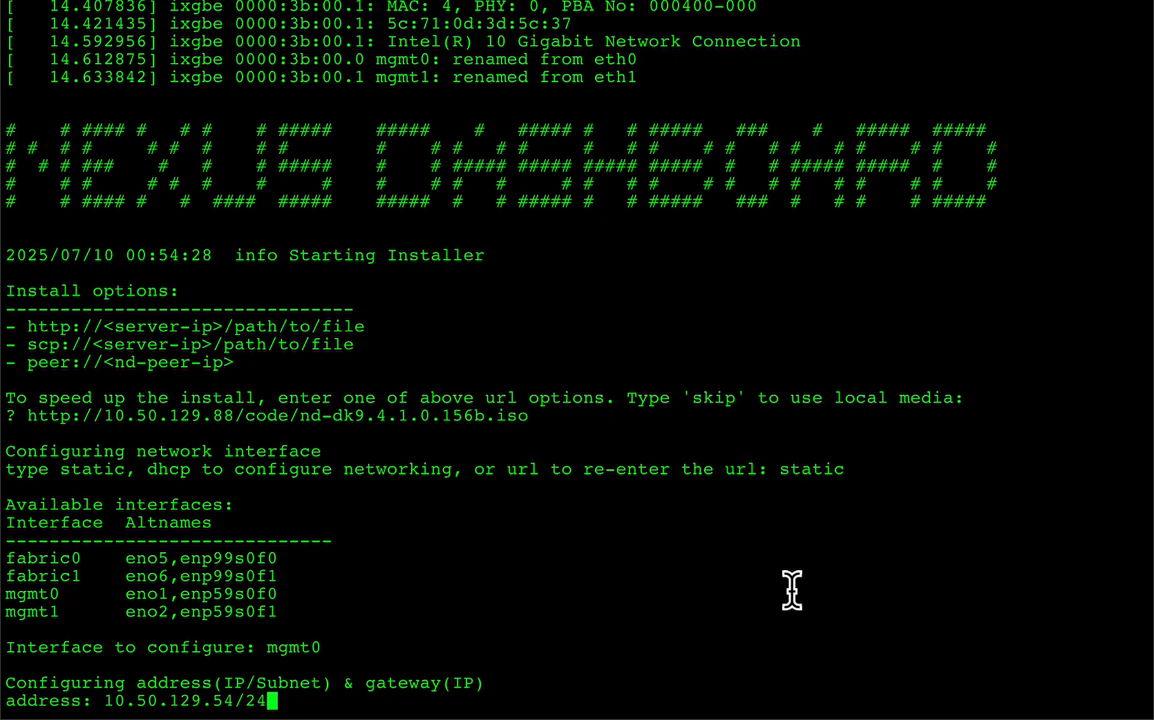 [   14.407836] ixgbe 0000:3b:00.1: MAC: 4, PHY: 0, PBA No: 000400-000
[   14.421435] ixgbe 0000:3b:00.1: 5c:71:0d:3d:5c:37
[   14.592956] ixgbe 0000:3b:00.1: Intel(R) 10 Gigabit Network Connection
[   14.612875] ixgbe 0000:3b:00.0 mgmt0: renamed from eth0
[   14.633842] ixgbe 0000:3b:00.1 mgmt1: renamed from eth1
NEXUS DASHBOARD
2025/07/10 00:54:28  info Starting Installer
Install options:
--------------------------------
- http://<server-ip>/path/to/file
- scp://<server-ip>/path/to/file
- peer://<nd-peer-ip>
To speed up the install, enter one of above url options. Type 'skip' to use local media:
? http://10.50.129.88/code/nd-dk9.4.1.0.156b.iso
Configuring network interface
type static, dhcp to configure networking, or url to re-enter the url: static
Available interfaces:
Interface  Altnames
------------------------------
fabric0    eno5,enp99s0f0
fabric1    eno6,enp99s0f1
mgmt0      eno1,enp59s0f0
mgmt1      eno2,enp59s0f1
Interface to configure: mgmt0
Configuring address(IP/Subnet) & gateway(IP)
address: 10.50.129.54/24